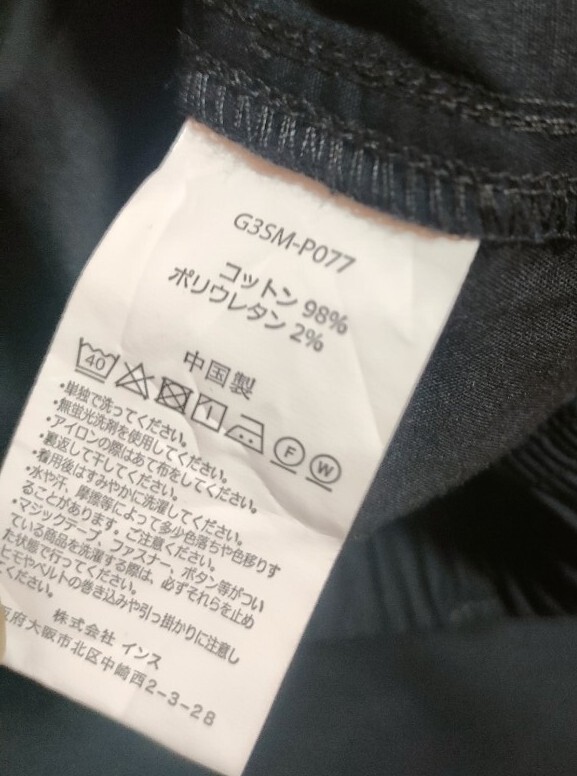 G3SM-P077
コットン 98%
ポリウレタン 2%
中国製
40
F W
・単独で洗ってください。
・無蛍光洗剤を使用してください。
・アイロンの際はあて布をしてください。
・裏返して干してください。
・着用後はすみやかに洗濯してください。
・水や汗、摩擦等によって多少色落ちや色移りす
ることがあります。ご注意ください。
・マジックテープ、ファスナー、ボタン等がつい
ている商品を洗濯する際は、必ずそれらを止め
た状態で行ってください。
ヒモやベルトの巻き込みや引っ掛かりに注意し
てください。
株式会社 インス
阪府大阪市北区中崎西2-3-28